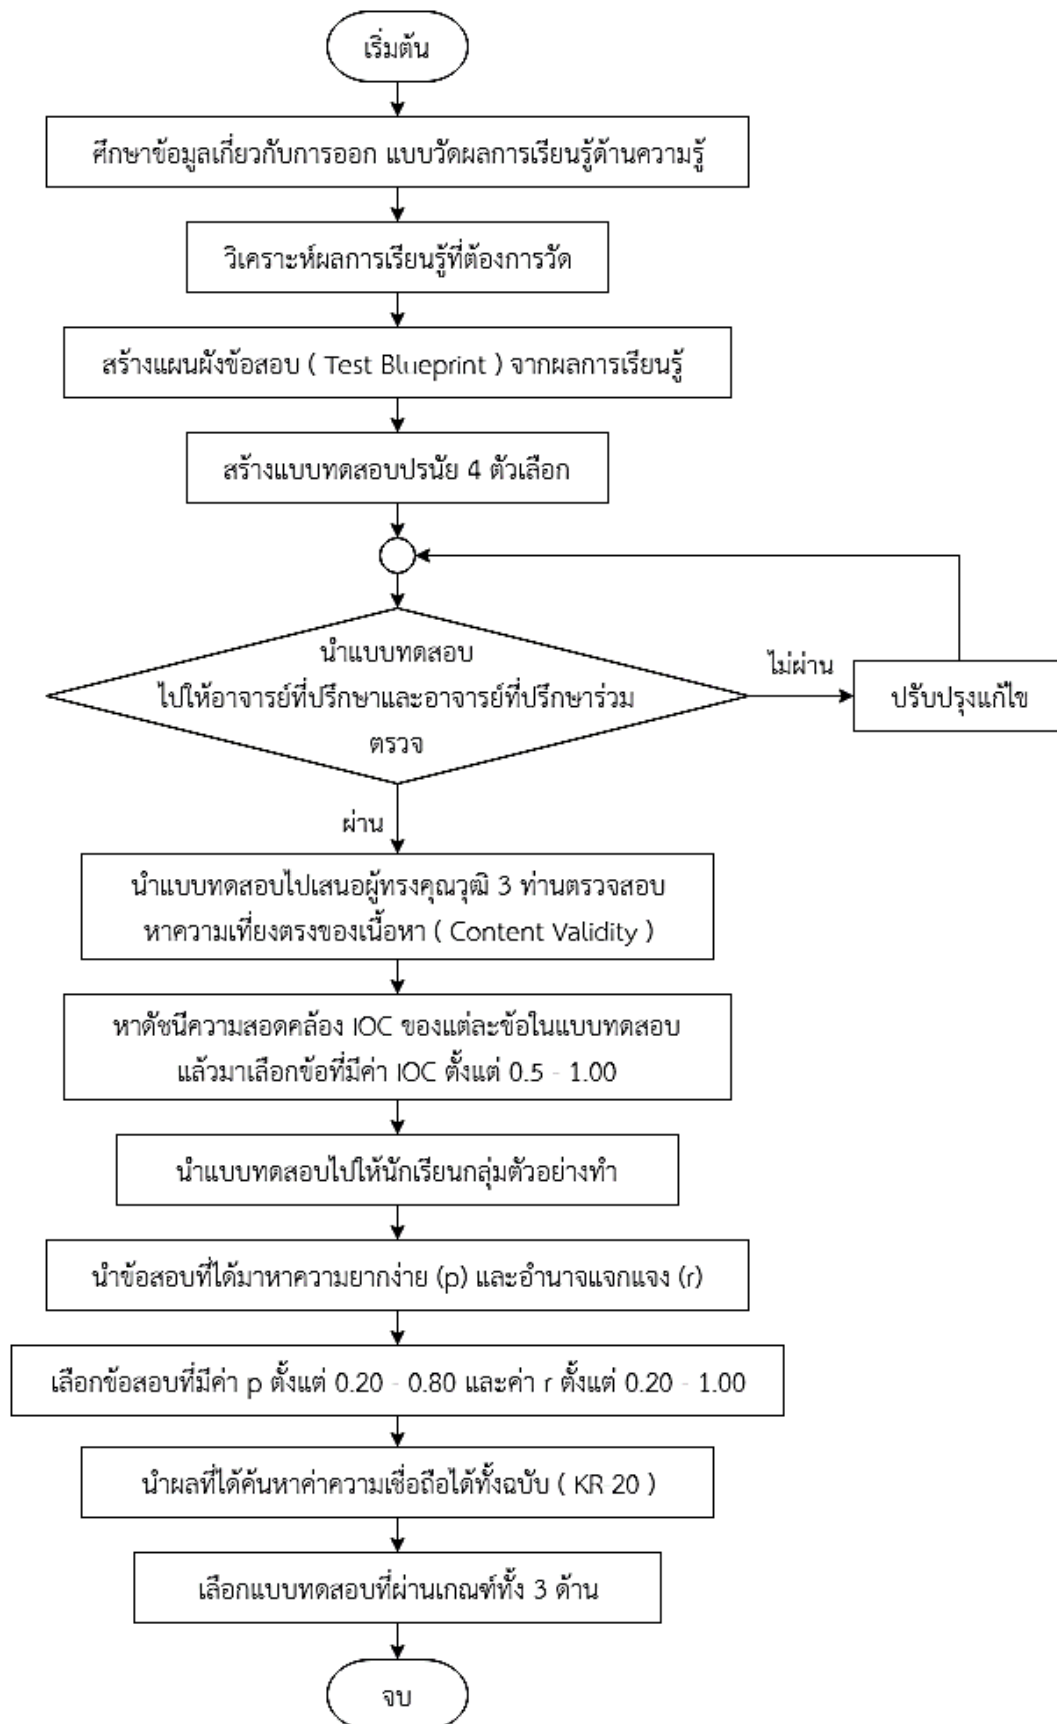 เริ่มต้น
ศึกษาข้อมูลเกี่ยวกับการออก แบบวัดผลการเรียนรู้ด้านความรู้
วิเคราะห์ผลการเรียนรู้ที่ต้องการวัด
สร้างแผนผังข้อสอบ ( Test Blueprint ) จากผลการเรียนรู้
สร้างแบบทดสอบปรนัย 4 ตัวเลือก
นำแบบทดสอบ
ไปให้อาจารย์ที่ปรึกษาและอาจารย์ที่ปรึกษาร่วม
ตรวจ
ไม่ผ่าน
ปรับปรุงแก้ไข
ผ่าน
นำแบบทดสอบไปเสนอผู้ทรงคุณวุฒิ 3 ท่านตรวจสอบ
หาความเที่ยงตรงของเนื้อหา ( Content Validity )
หาดัชนีความสอดคล้อง IOC ของแต่ละข้อในแบบทดสอบ
แล้วมาเลือกข้อที่มีค่า IOC ตั้งแต่ 0.5 - 1.00
นำแบบทดสอบไปให้นักเรียนกลุ่มตัวอย่างทำ
นำข้อสอบที่ได้มาหาความยากง่าย (p) และอำนาจแจกแจง (r)
เลือกข้อสอบที่มีค่า p ตั้งแต่ 0.20 - 0.80 และค่า r ตั้งแต่ 0.20 - 1.00
นำผลที่ได้ค้นหาค่าความเชื่อถือได้ทั้งฉบับ ( KR 20 )
เลือกแบบทดสอบที่ผ่านเกณฑ์ทั้ง 3 ด้าน
จบ